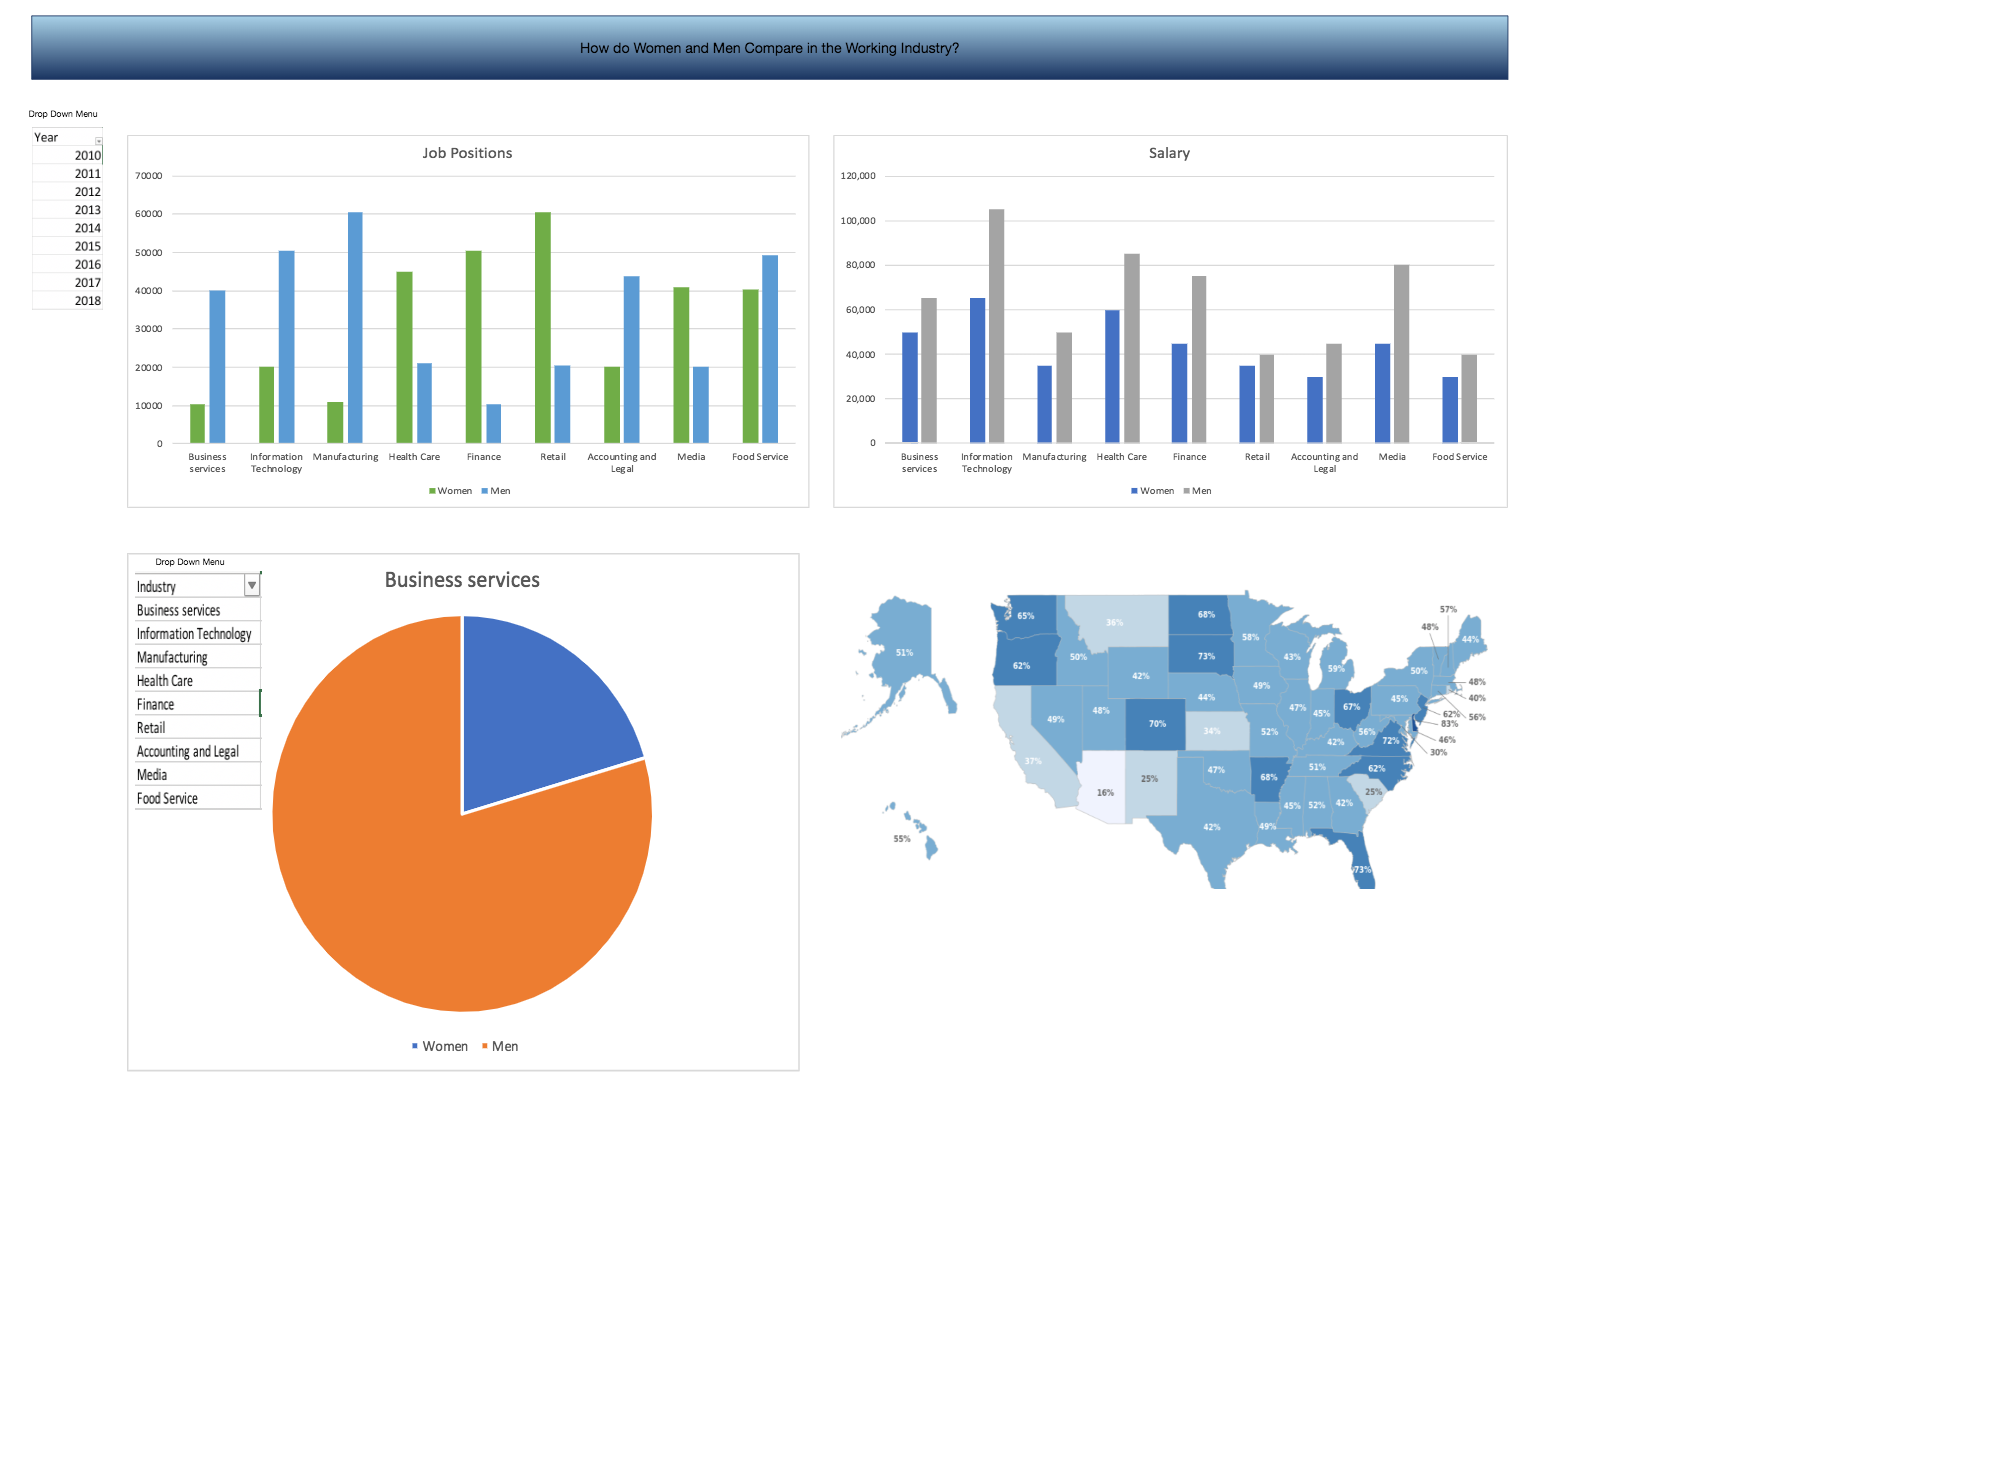 How do Women and Men Compare in the Working Industry?
Drop Down Menu
Year
2010
2011
2012
2013
2014
2015
2016
2017
2018
Job Positions
70000
60000
50000
40000
30000
20000
10000
0
Business services
Information Technology
Manufacturing
Health Care
Finance
Retail
Accounting and Legal
Media
Food Service
Women Men
Salary
120,000
100,000
80,000
60,000
40,000
20,000
0
Business services
Information Technology
Manufacturing
Health Care
Finance
Retail
Accounting and Legal
Media
Food Service
Women Men
Drop Down Menu
Industry
Business services
Information Technology
Manufacturing
Health Care
Finance
Retail
Accounting and Legal
Media
Food Service
Business services
Women Men
51%
55%
65%
62%
37%
50%
49%
36%
42%
48%
16%
70%
25%
68%
73%
44%
34%
47%
42%
58%
49%
52%
68%
49%
43%
47%
59%
45%
67%
42%
51%
45%
52%
42%
25%
73%
62%
72%
56%
45%
50%
48%
57%
44%
48%
40%
56%
62%
83%
46%
30%